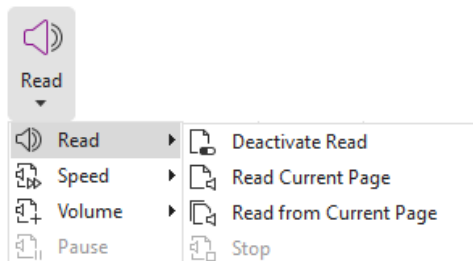 Read
Read
Speed
Volume
Pause
Deactivate Read
Read Current Page
Read from Current Page
Stop